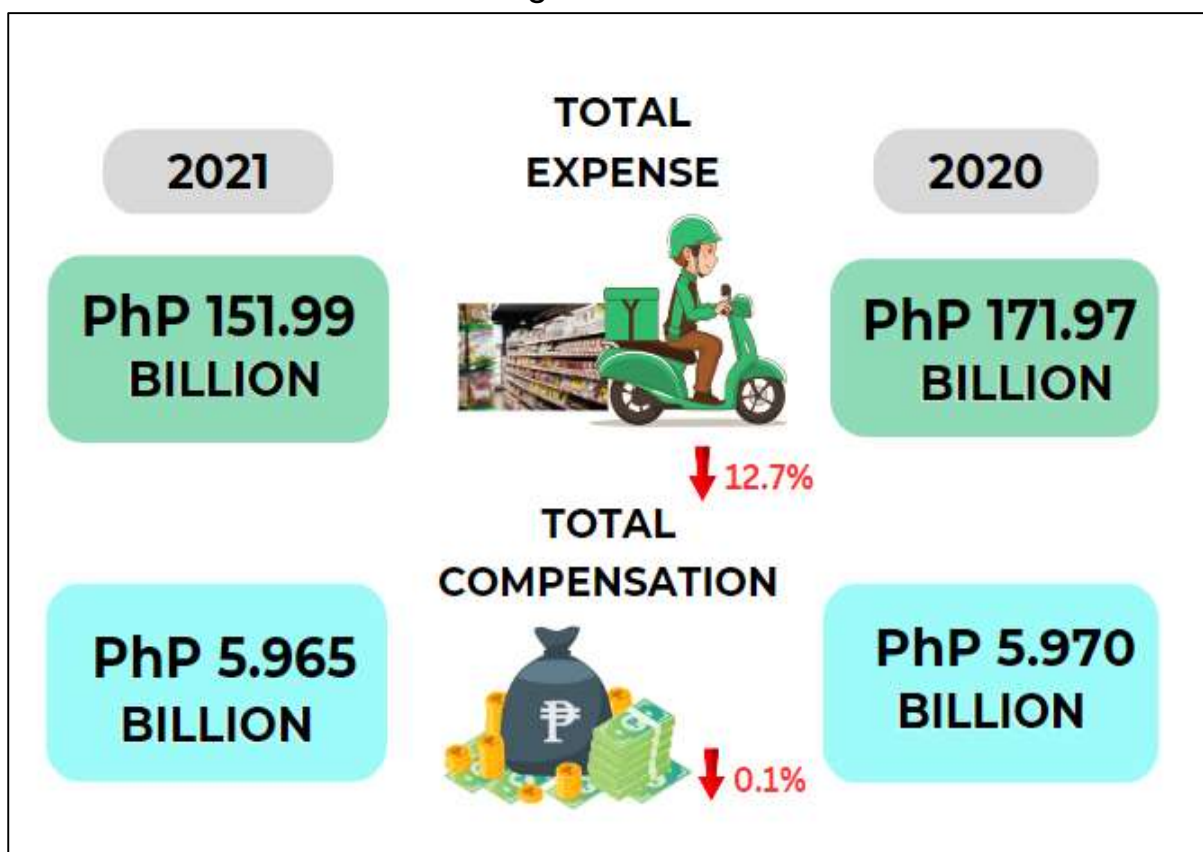 TOTAL
EXPENSE
2021
2020
PhP 151.99
BILLION
PhP 171.97
BILLION
12.7%
TOTAL
COMPENSATION
PhP 5.965
BILLION
PhP 5.970
BILLION
₱
0.1%